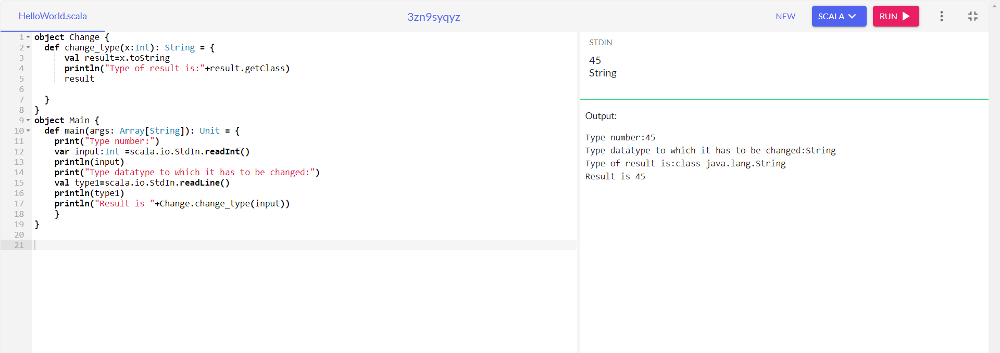 HelloWorld.scala 3zn9syqyz NEW SCALA RUN
1 object Change {
2 def change_type(x:Int): String = {
3 val result=x.toString
4 println("Type of result is:"+result.getClass)
5 result
6
7 }
8 }
9 object Main {
10 def main(args: Array[String]): Unit = {
11 print("Type number:")
12 var input:Int =scala.io.StdIn.readInt()
13 println(input)
14 print("Type datatype to which it has to be changed:")
15 val type1=scala.io.StdIn.readLine()
16 println(type1)
17 println("Result is "+Change.change_type(input))
18 }
19 }
20
21
STDIN
45
String
Output:
Type number:45
Type datatype to which it has to be changed:String
Type of result is:class java.lang.String
Result is 45